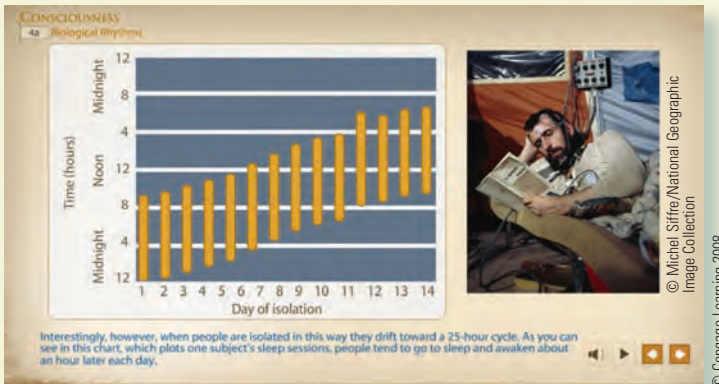 CONSCIOUSNESS
4a Biological Rhythms
Time (hours)
Midnight
Noon
Midnight
12
8
4
12
8
4
12
1 2 3 4 5 6 7 8 9 10 11 12 13 14
Day of isolation
© Michel Siffre/National Geographic
Image Collection
© Cengage Learning 2009
Interestingly, however, when people are isolated in this way they drift toward a 25-hour cycle. As you can
see in this chart, which plots one subject's sleep sessions, people tend to go to sleep and awaken about
an hour later each day.